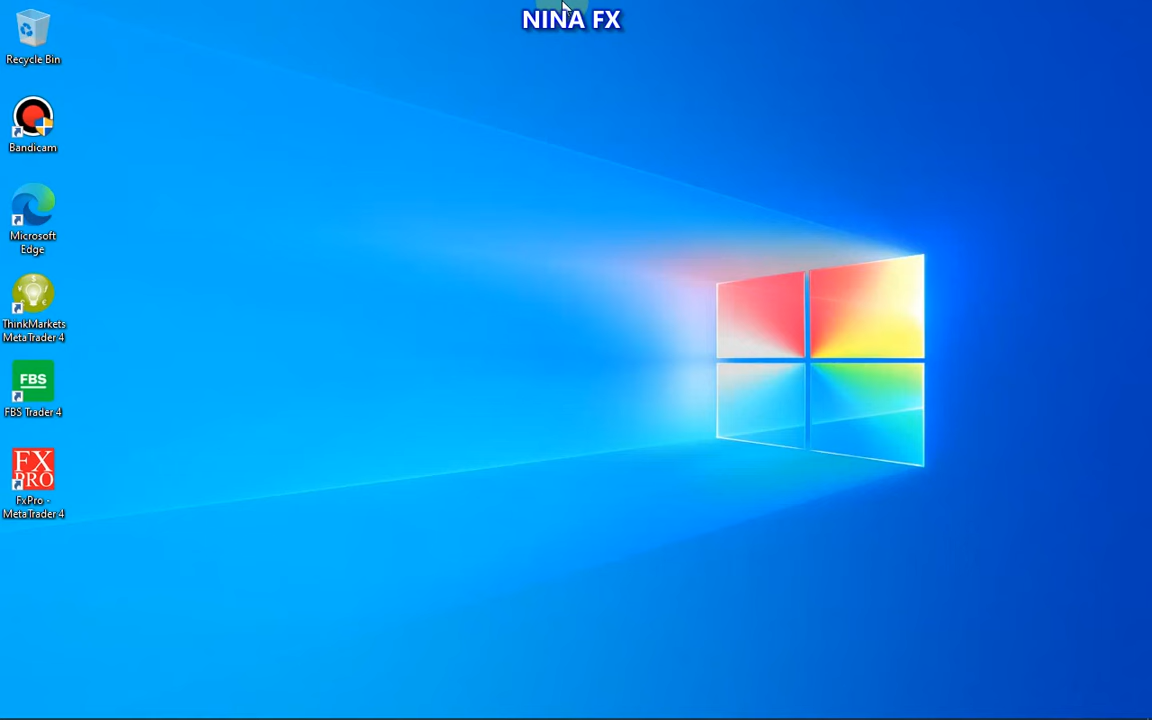 NINA FX
Recycle Bin
Bandicam
Microsoft
Edge
ThinkMarkets
MetaTrader 4
FBS
FBS Trader 4
FX
PRO
FxPro -
MetaTrader 4